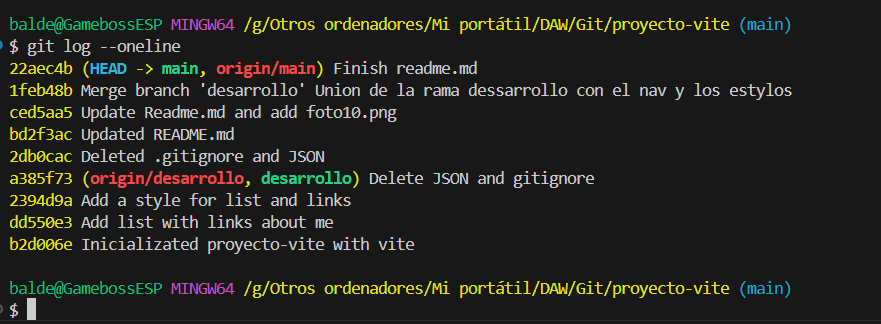 balde@GamebossESP MINGW64 /g/Otros ordenadores/Mi portátil/DAW/Git/proyecto-vite (main)
$ git log --oneline
22aec4b (HEAD -> main, origin/main) Finish readme.md
1feb48b Merge branch 'desarrollo' Union de la rama dessarrollo con el nav y los estylos
ced5aa5 Update Readme.md and add foto10.png
bd2f3ac Updated README.md
2db0cac Deleted .gitignore and JSON
a385f73 (origin/desarrollo, desarrollo) Delete JSON and gitignore
2394d9a Add a style for list and links
dd550e3 Add list with links about me
b2d006e Inicializated proyecto-vite with vite
balde@GamebossESP MINGW64 /g/Otros ordenadores/Mi portátil/DAW/Git/proyecto-vite (main)
$